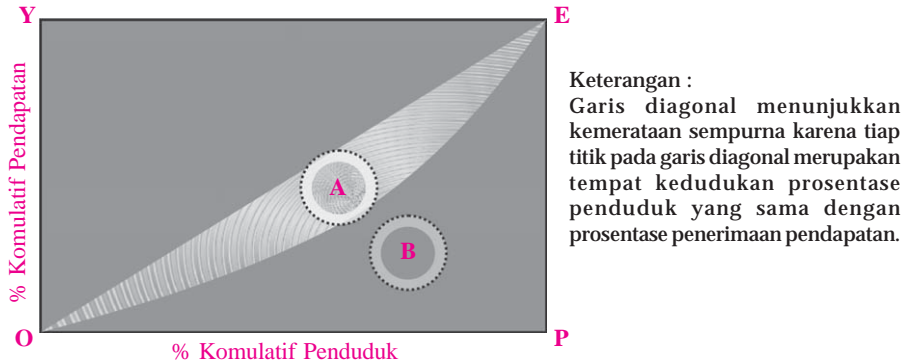 Y
E
% Komulatif Pendapatan
A
B
O
P
% Komulatif Penduduk
Keterangan :
Garis diagonal menunjukkan
kemerataan sempurna karena tiap
titik pada garis diagonal merupakan
tempat kedudukan prosentase
penduduk yang sama dengan
prosentase penerimaan pendapatan.